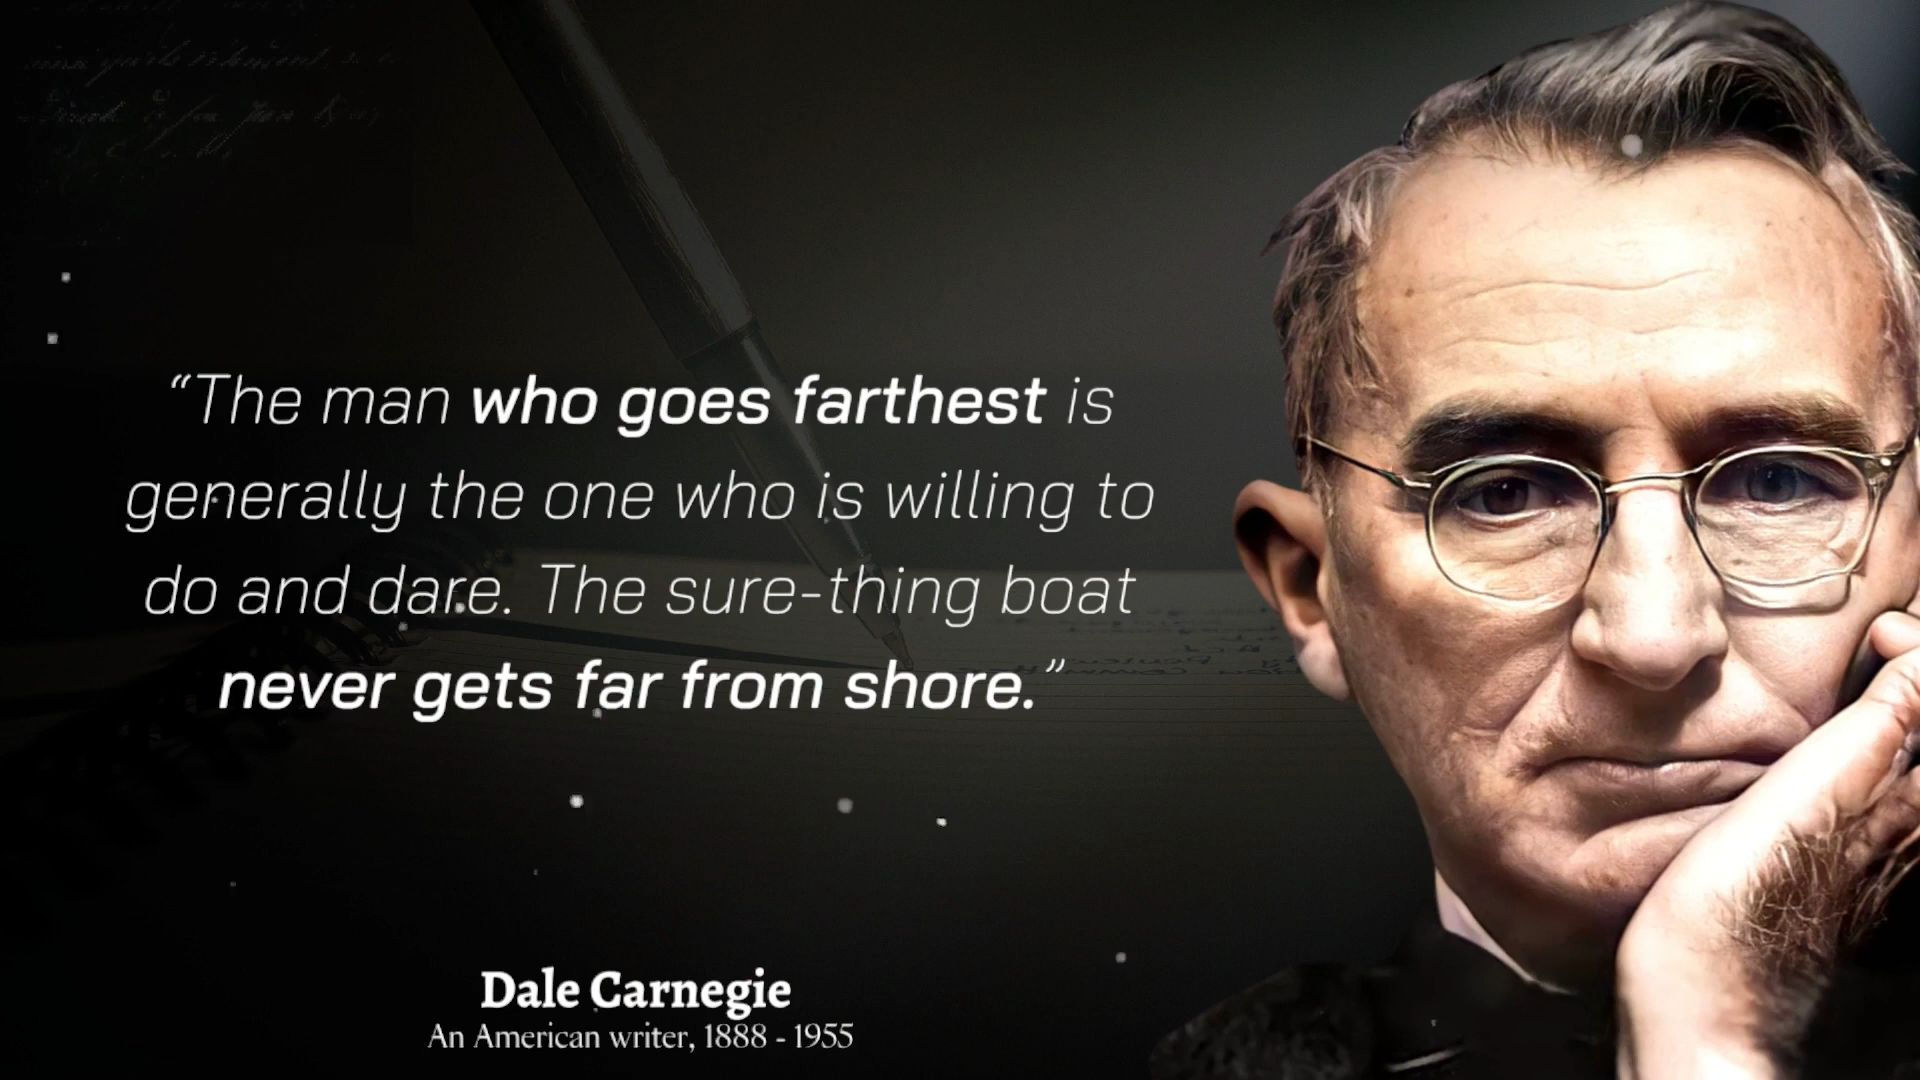 “The man who goes farthest is
generally the one who is willing to
do and dare. The sure-thing boat
never gets far from shore.”
Dale Carnegie
An American writer, 1888 - 1955